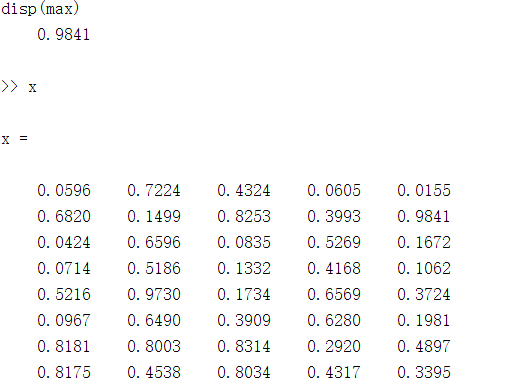 disp(max)
0.9841
>> x
x =
0.0596 0.7224 0.4324 0.0605 0.0155
0.6820 0.1499 0.8253 0.3993 0.9841
0.0424 0.6596 0.0835 0.5269 0.1672
0.0714 0.5186 0.1332 0.4168 0.1062
0.5216 0.9730 0.1734 0.6569 0.3724
0.0967 0.6490 0.3909 0.6280 0.1981
0.8181 0.8003 0.8314 0.2920 0.4897
0.8175 0.4538 0.8034 0.4317 0.3395